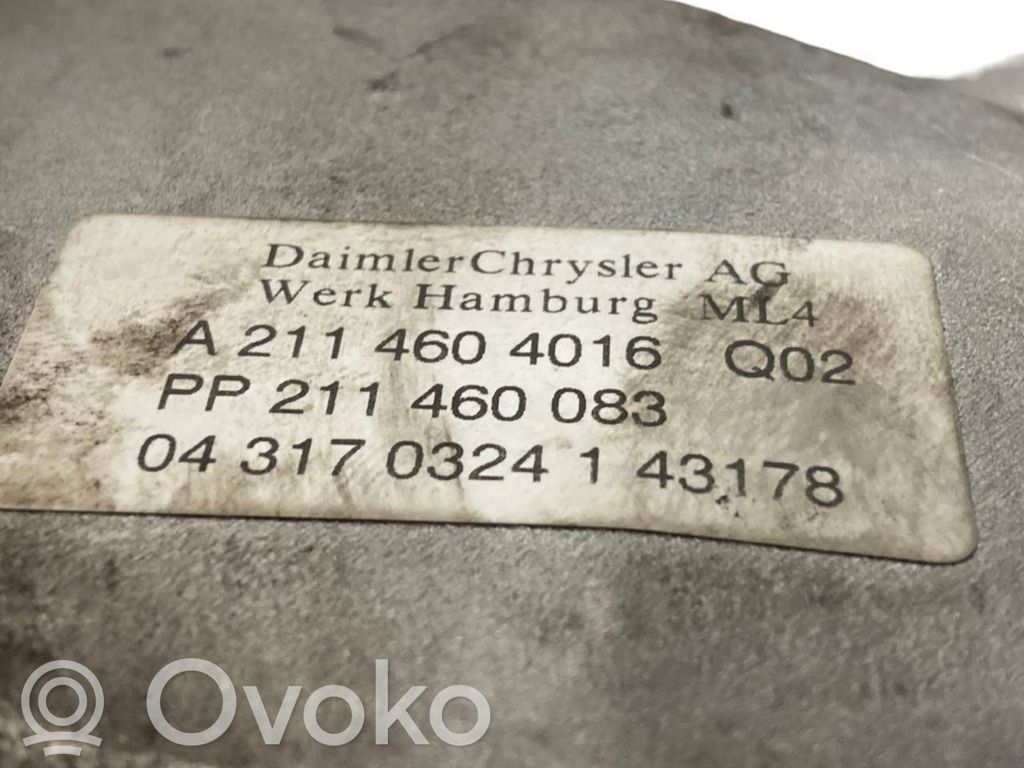 DaimlerChrysler AG
Werk Hamburg ML4
A 211 460 4016 Q02
PP 211 460 083
04 317 0324 1 43178
Ovoko